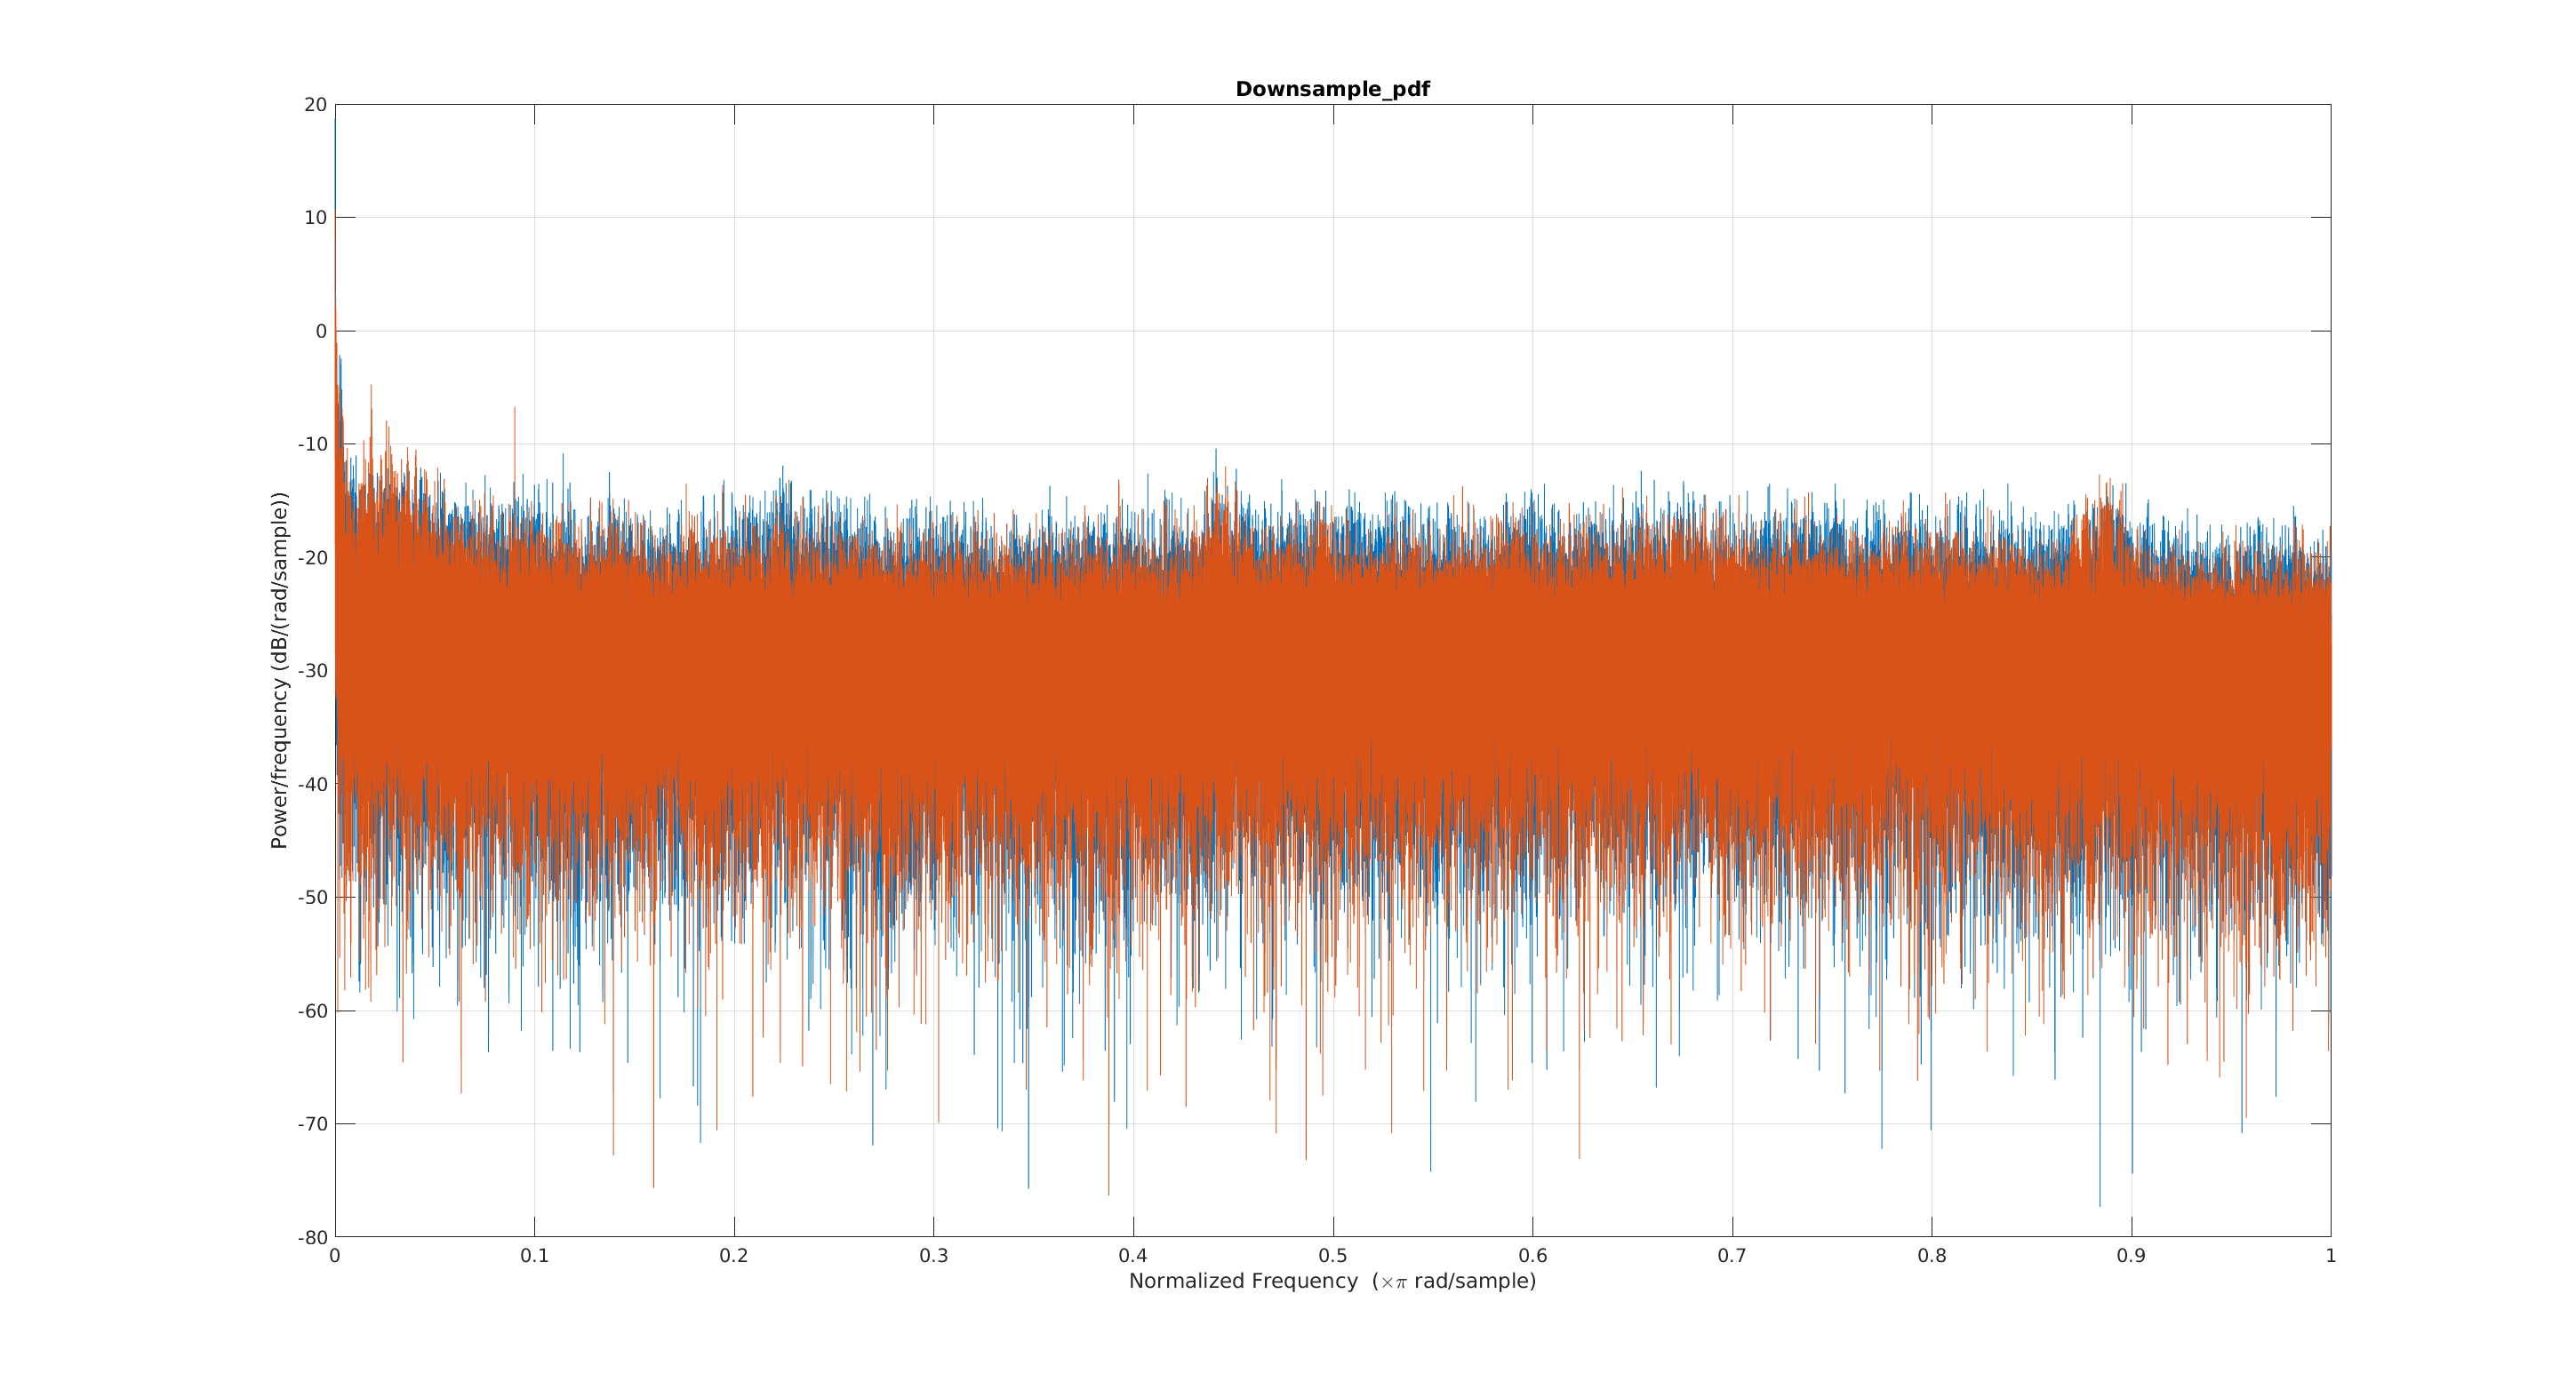 Downsample_pdf
Power/frequency (dB/(rad/sample))
20
10
0
-10
-20
-30
-40
-50
-60
-70
-80
0 0.1 0.2 0.3 0.4 0.5 0.6 0.7 0.8 0.9 1
Normalized Frequency (×π rad/sample)